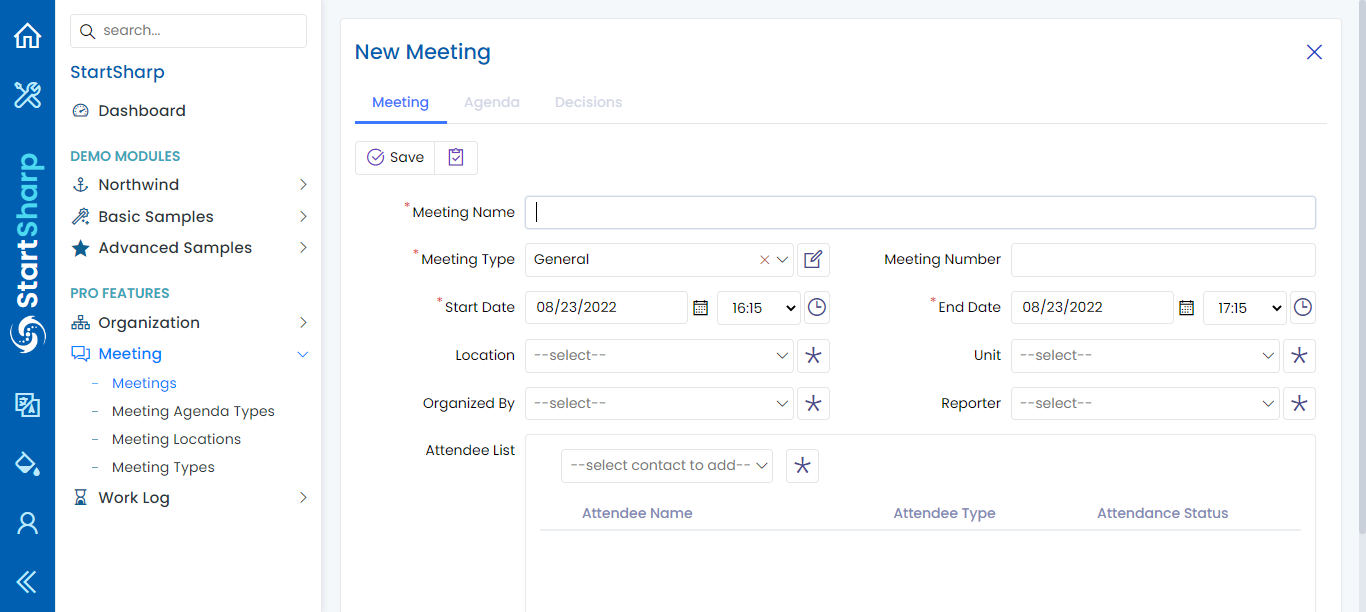 search...
StartSharp
Dashboard
DEMO MODULES
Northwind
Basic Samples
Advanced Samples
PRO FEATURES
Organization
Meeting
Meetings
Meeting Agenda Types
Meeting Locations
Meeting Types
Work Log
StartSharp
New Meeting
Meeting Agenda Decisions
Save
*Meeting Name
*Meeting Type General Meeting Number
*Start Date 08/23/2022 16:15 *End Date 08/23/2022 17:15
Location --select-- Unit --select--
Organized By --select-- Reporter --select--
Attendee List --select contact to add--
Attendee Name Attendee Type Attendance Status